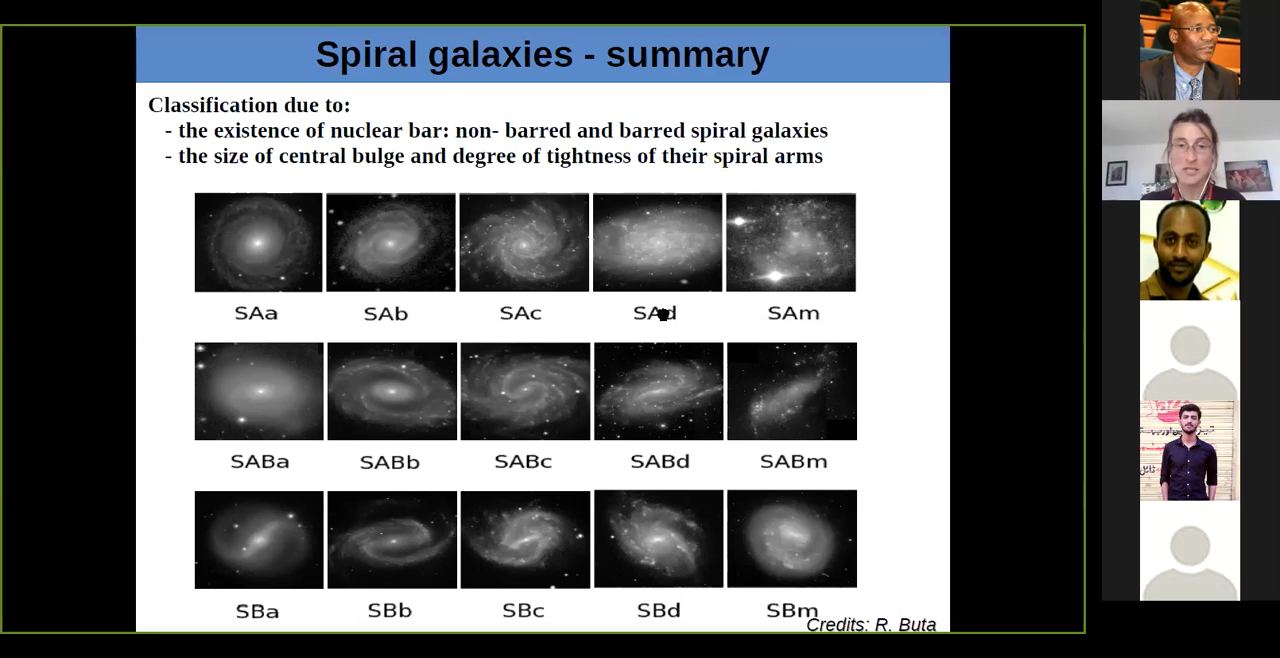 Spiral galaxies - summary
Classification due to:
- the existence of nuclear bar: non- barred and barred spiral galaxies
- the size of central bulge and degree of tightness of their spiral arms
SAa SAb SAc SAd SAm
SABa SABb SABc SABd SABm
SBa SBb SBc SBd SBm
Credits: R. Buta